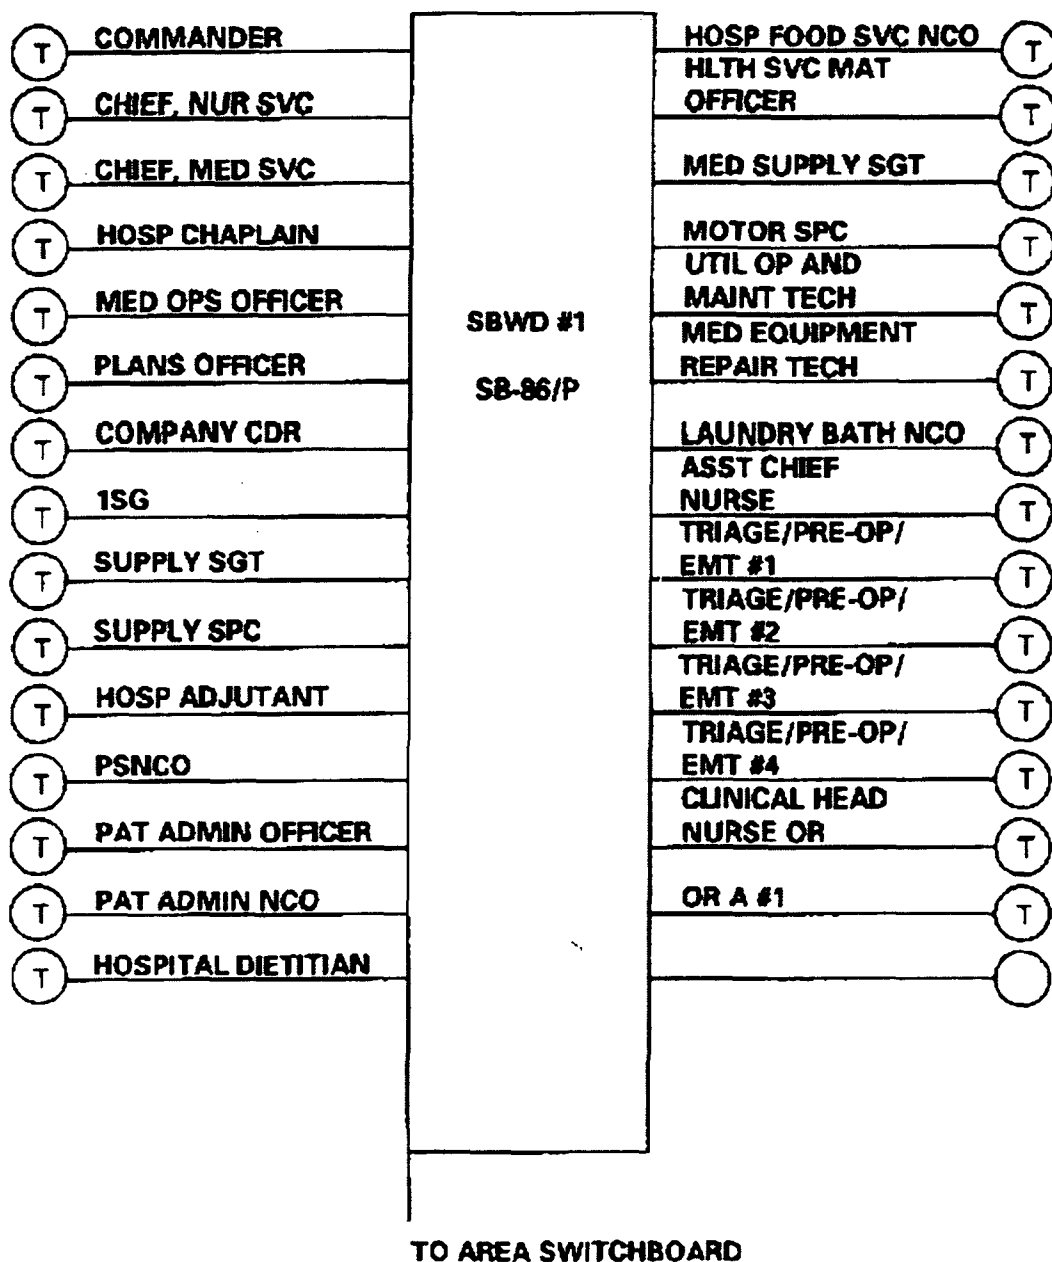 T COMMANDER
T CHIEF, NUR SVC
T CHIEF, MED SVC
T HOSP CHAPLAIN
T MED OPS OFFICER
T PLANS OFFICER
T COMPANY CDR
T 1SG
T SUPPLY SGT
T SUPPLY SPC
T HOSP ADJUTANT
T PSNCO
T PAT ADMIN OFFICER
T PAT ADMIN NCO
T HOSPITAL DIETITIAN
SBWD #1
SB-86/P
HOSP FOOD SVC NCO T
HLTH SVC MAT
OFFICER T
MED SUPPLY SGT T
MOTOR SPC T
UTIL OP AND
MAINT TECH T
MED EQUIPMENT
REPAIR TECH T
LAUNDRY BATH NCO T
ASST CHIEF
NURSE T
TRIAGE/PRE-OP/
EMT #1 T
TRIAGE/PRE-OP/
EMT #2 T
TRIAGE/PRE-OP/
EMT #3 T
TRIAGE/PRE-OP/
EMT #4 T
CLINICAL HEAD
NURSE OR T
OR A #1 T
TO AREA SWITCHBOARD